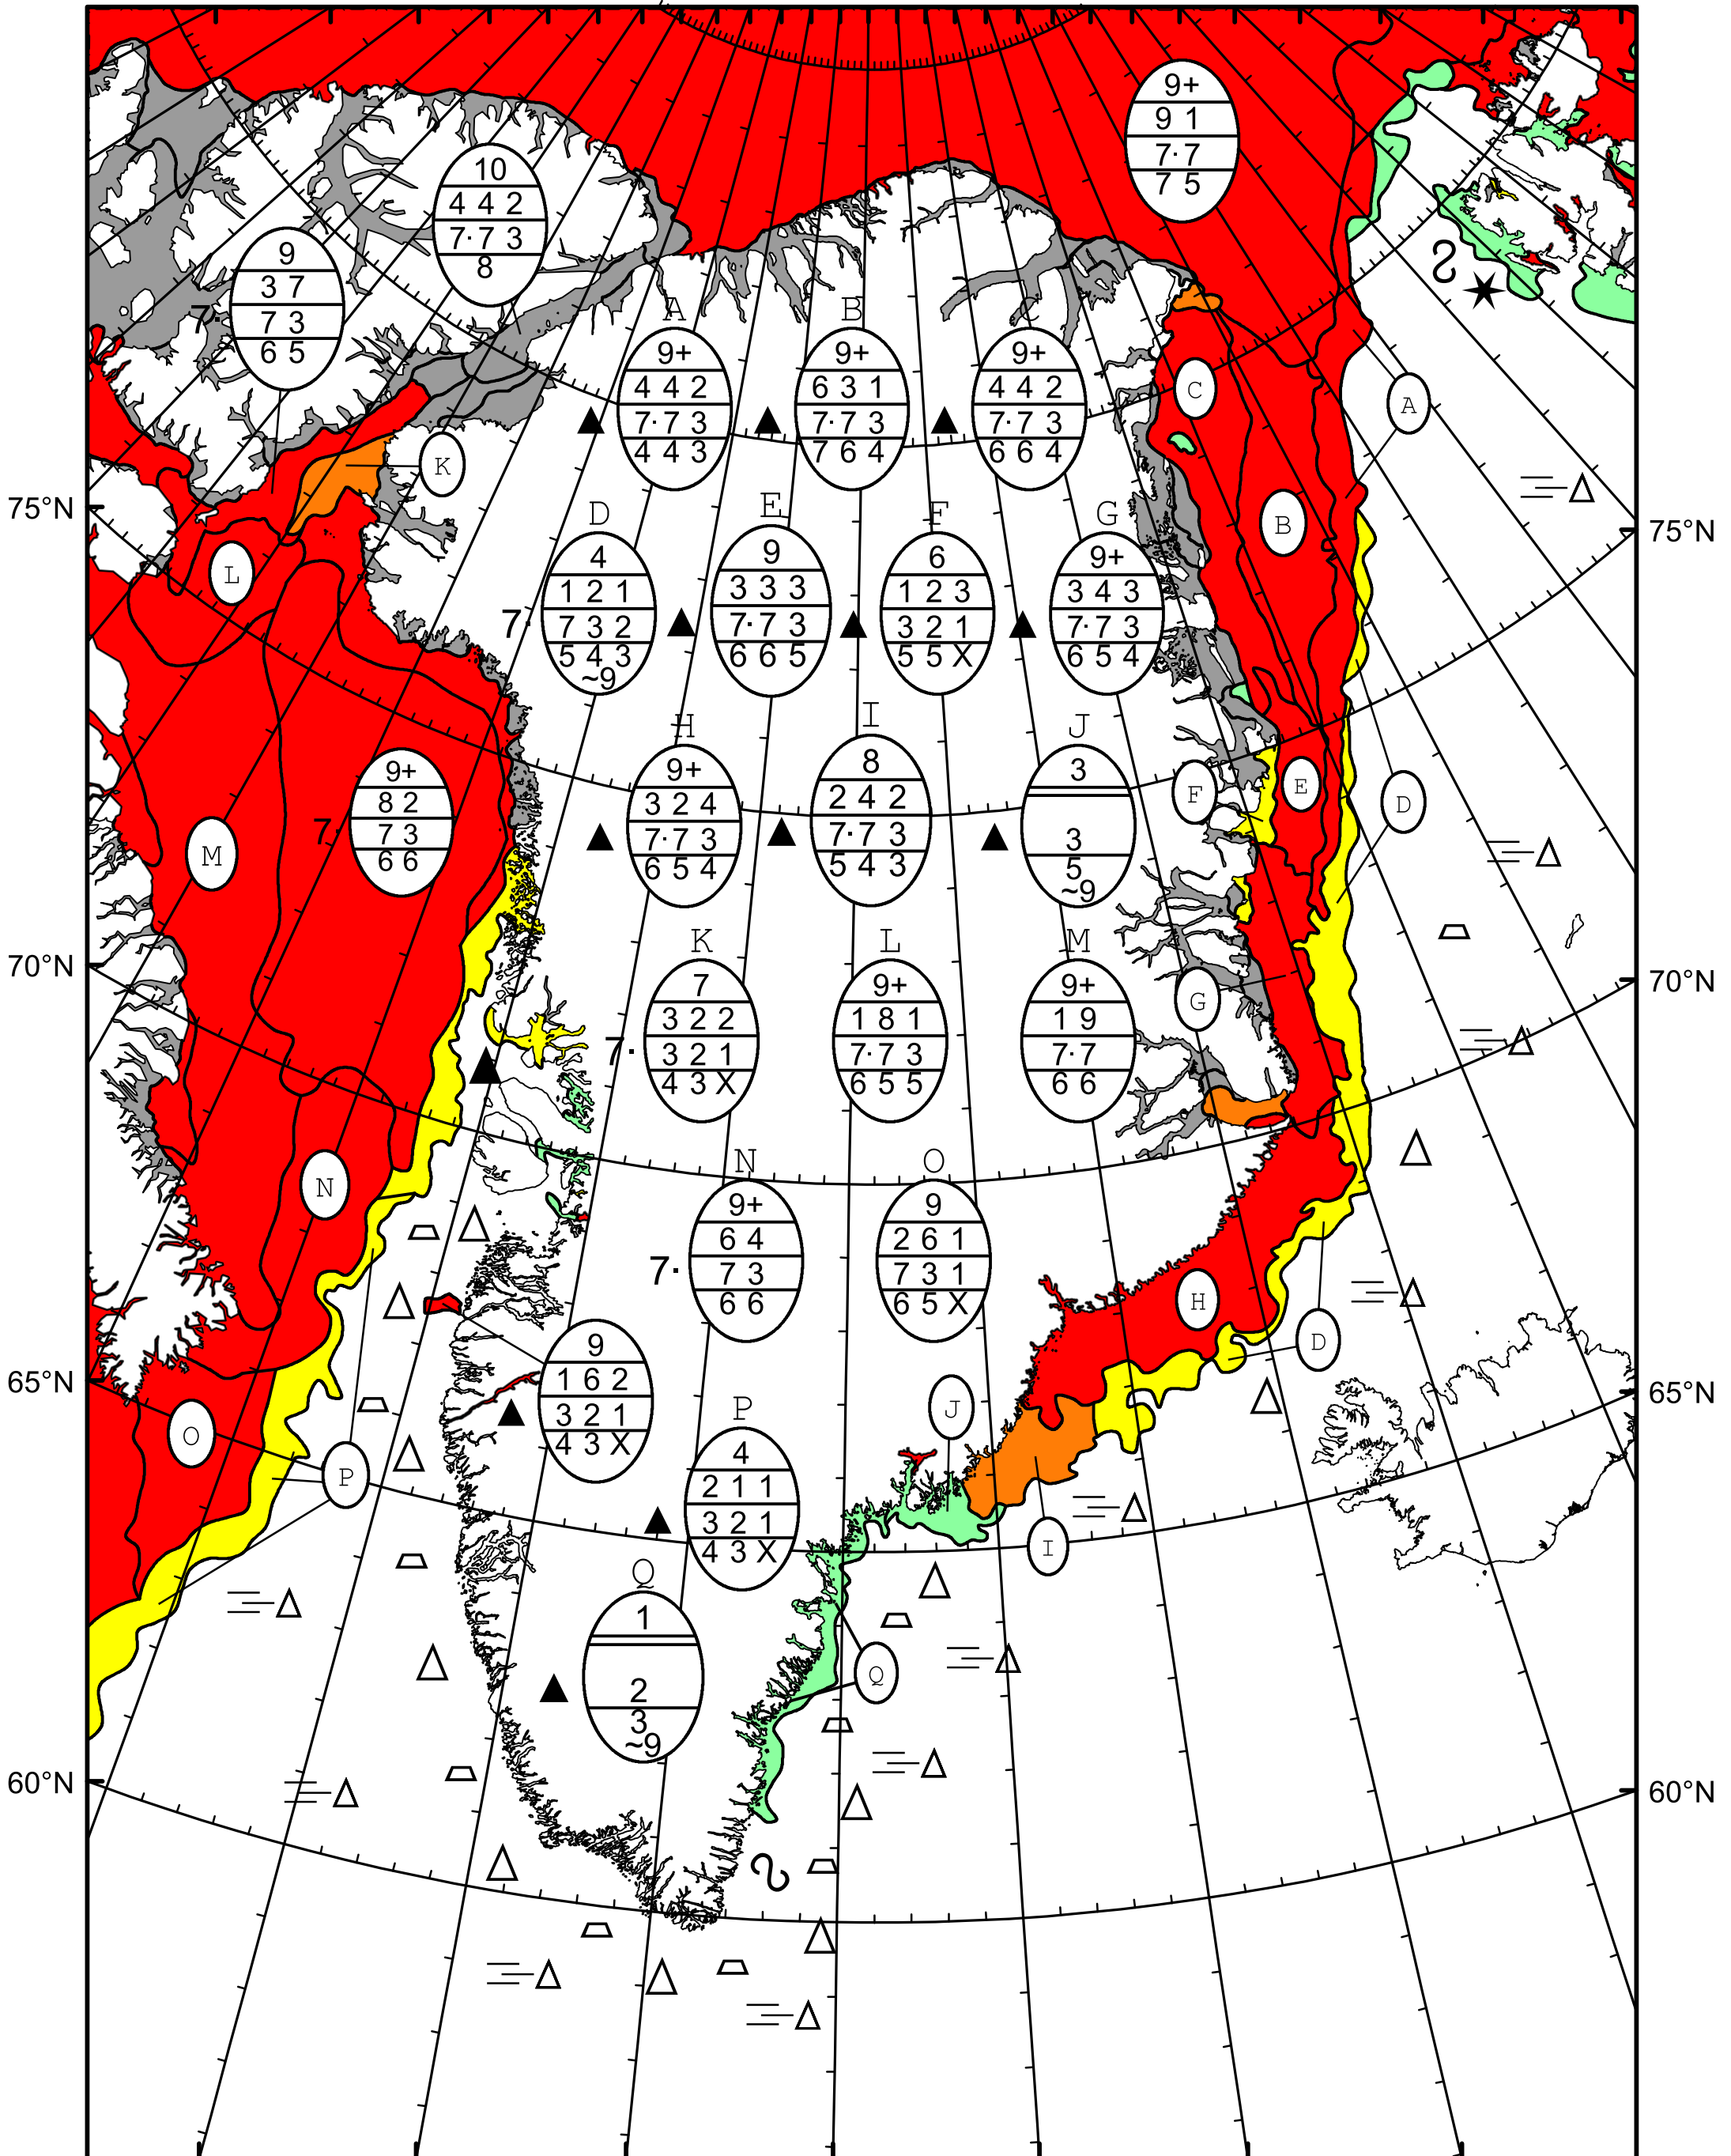 9+
9 1
7· 7
7 5
10
4 4 2
7· 7 3
8
9
3 7
7· 7 3
6 5
A
9+
4 4 2
7· 7 3
4 4 3
B
9+
6 3 1
7· 7 3
7 6 4
C
9+
4 4 2
7· 7 3
6 6 4
C
A
K
75°N
75°N
L
B
D
4
1 2 1
7· 7 3 2
5 4 3
~9
E
9
3 3 3
7· 7 3
6 6 5
F
6
1 2 3
3 2 1
5 5 X
G
9+
3 4 3
7· 7 3
6 5 4
H
9+
3 2 4
7· 7 3
6 5 4
I
8
2 4 2
7· 7 3
5 4 3
J
3
3
5
~9
F
E
D
9+
8 2
7· 7 3
6 6
M
70°N
70°N
K
7
3 2 2
7· 3 2 1
4 3 X
L
9+
1 8 1
7· 7 3
6 5 5
M
9+
1 9
7· 7
6 6
G
N
N
9+
6 4
7· 7 3
6 6
O
9
2 6 1
7 3 1
6 5 X
H
D
9
1 6 2
3 2 1
4 3 X
65°N
65°N
J
O
P
P
4
2 1 1
3 2 1
4 3 X
I
Q
1
2
3
~9
Q
60°N
60°N